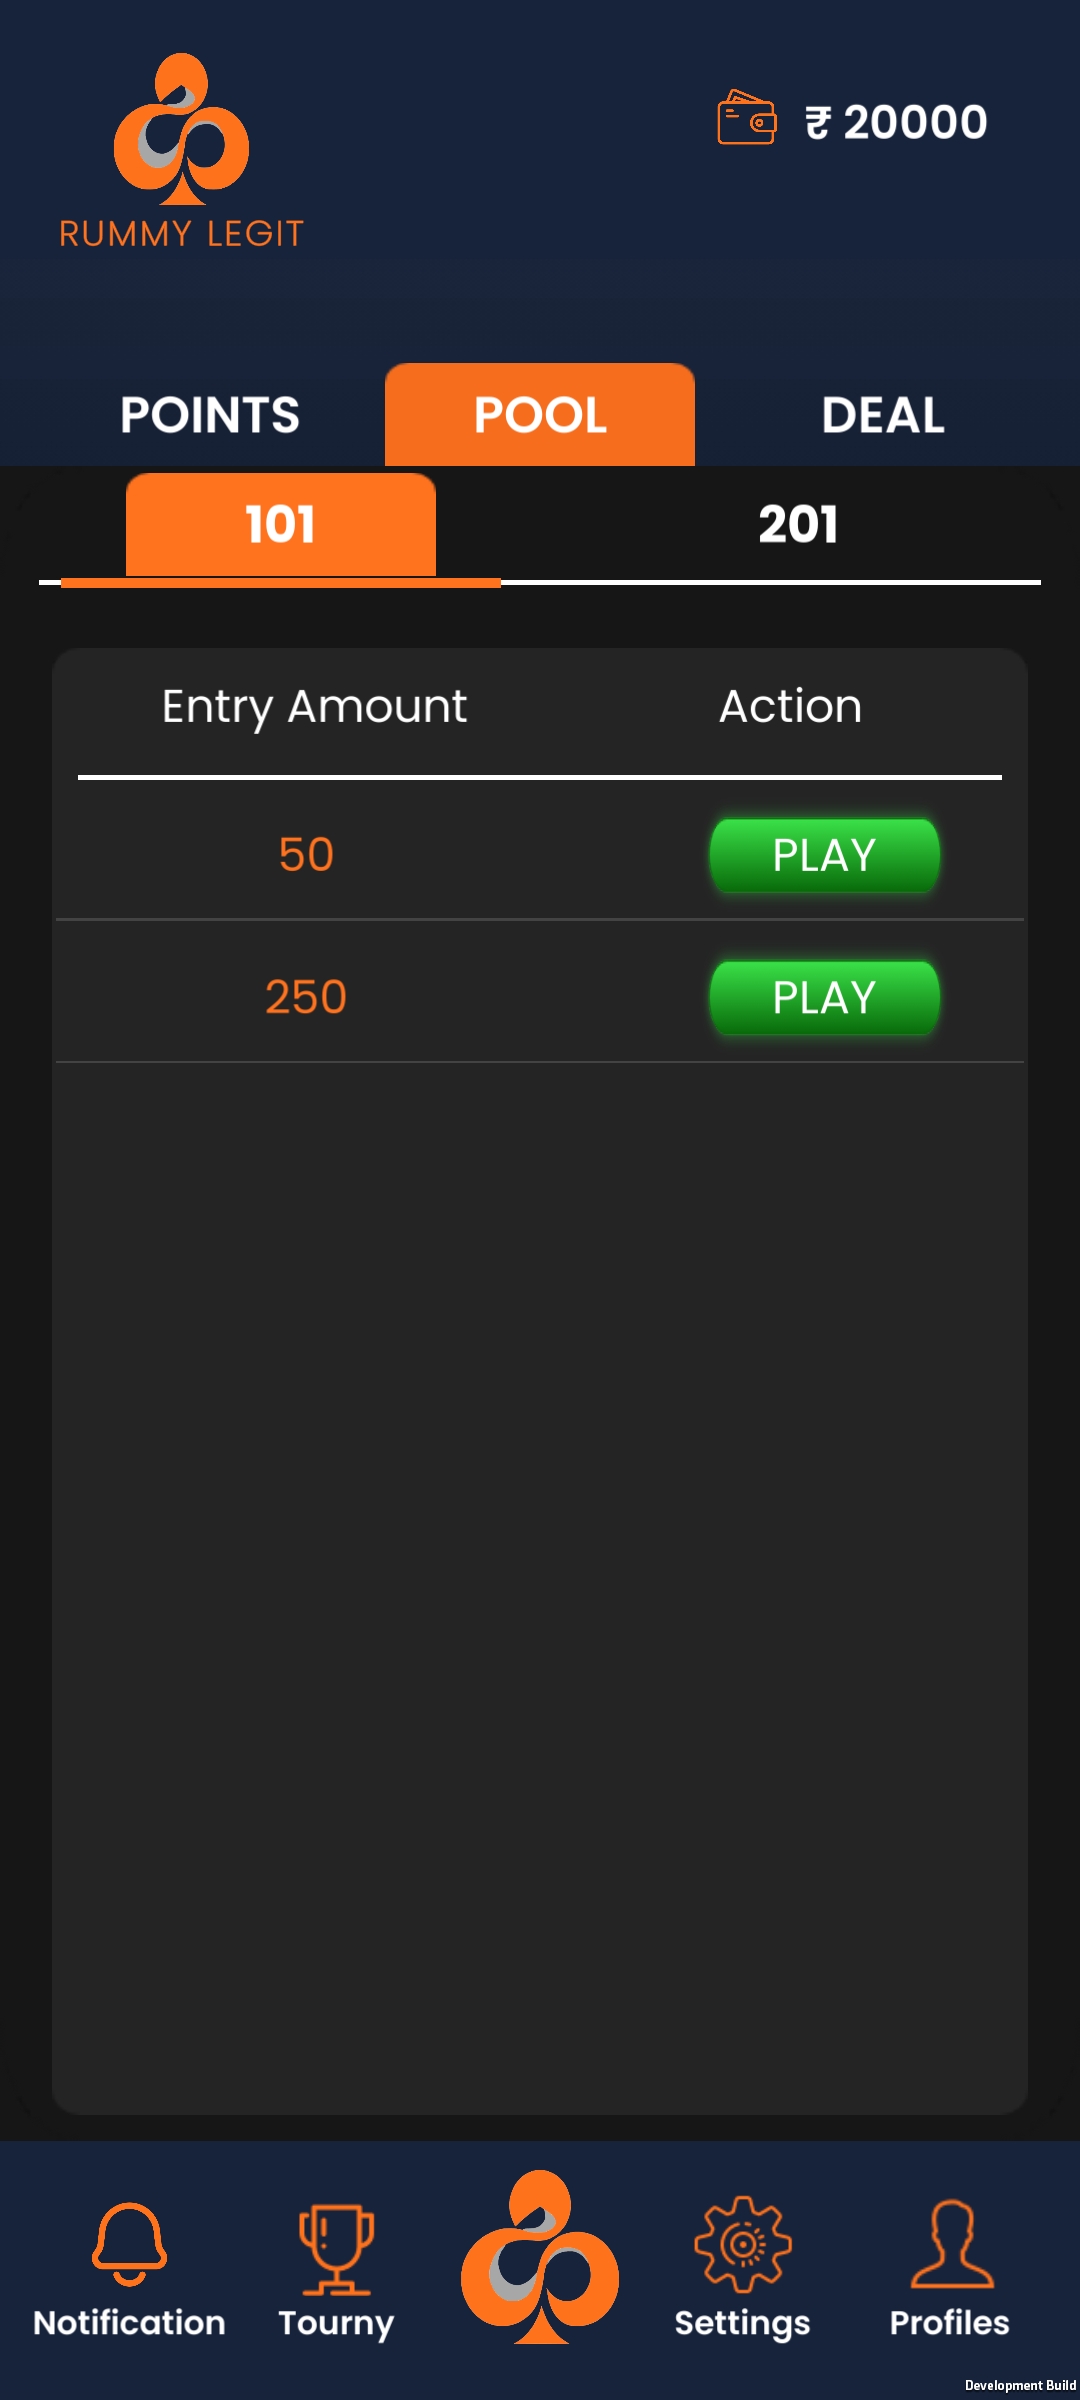 ₹ 20000
RUMMY LEGIT
POINTS POOL DEAL
101 201
Entry Amount Action
50 PLAY
250 PLAY
Notification Tourny Settings Profiles
Development Build